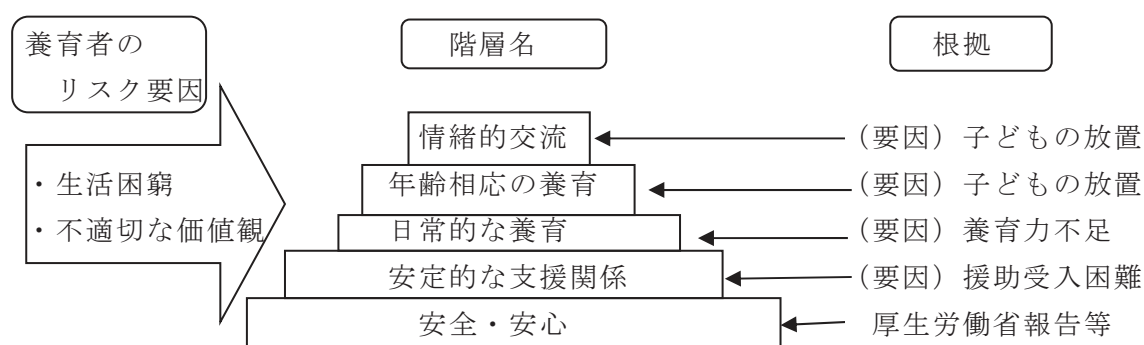 養育者の
リスク要因
階層名
根拠
情緒的交流
(要因)子どもの放置
・生活困窮
年齢相応の養育
(要因)子どもの放置
・不適切な価値観
日常的な養育
(要因)養育力不足
安定的な支援関係
(要因)援助受入困難
安全・安心
厚生労働省報告等